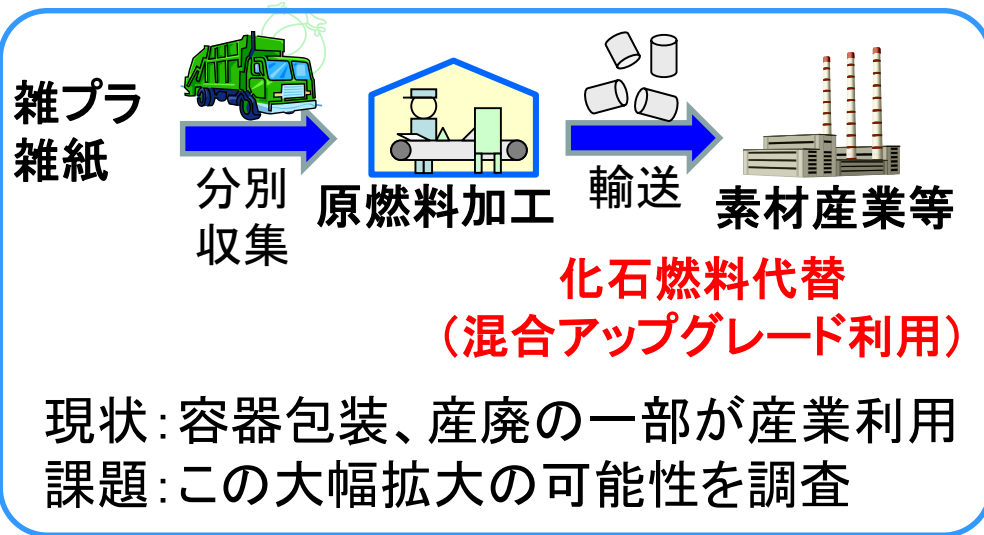 雑プラ
雑紙
分別
収集
原燃料加工
輸送
素材産業等
化石燃料代替
（混合アップグレード利用）
現状：容器包装、産廃の一部が産業利用
課題：この大幅拡大の可能性を調査